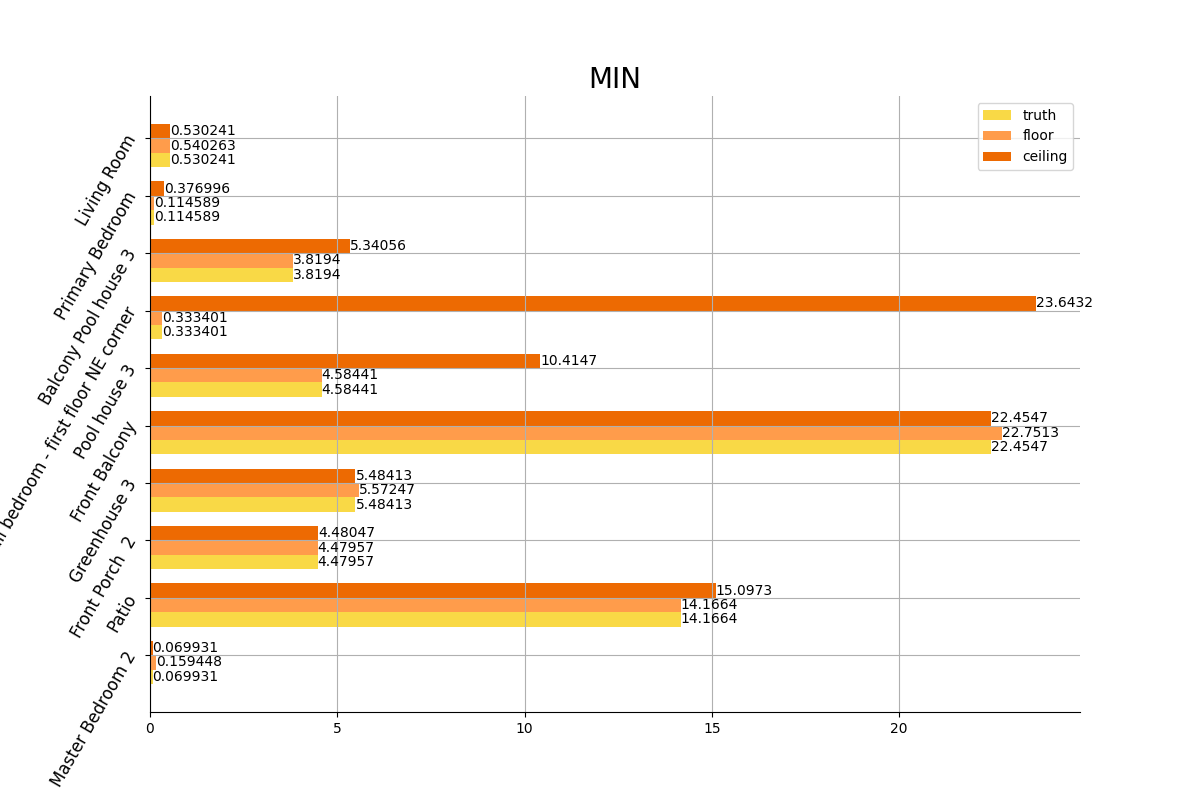 MIN
truth
floor
ceiling
Living Room
0.530241
0.540263
0.530241
Primary Bedroom
0.376996
0.114589
0.114589
Balcony Pool house 3
5.34056
3.8194
3.8194
bedroom - first floor NE corner
23.6432
0.333401
0.333401
Pool house 3
10.4147
4.58441
4.58441
Front Balcony
22.4547
22.7513
22.4547
Greenhouse 3
5.48413
5.57247
5.48413
Front Porch  2
4.48047
4.47957
4.47957
Patio
15.0973
14.1664
14.1664
Master Bedroom 2
0.069931
0.159448
0.069931
0 5 10 15 20